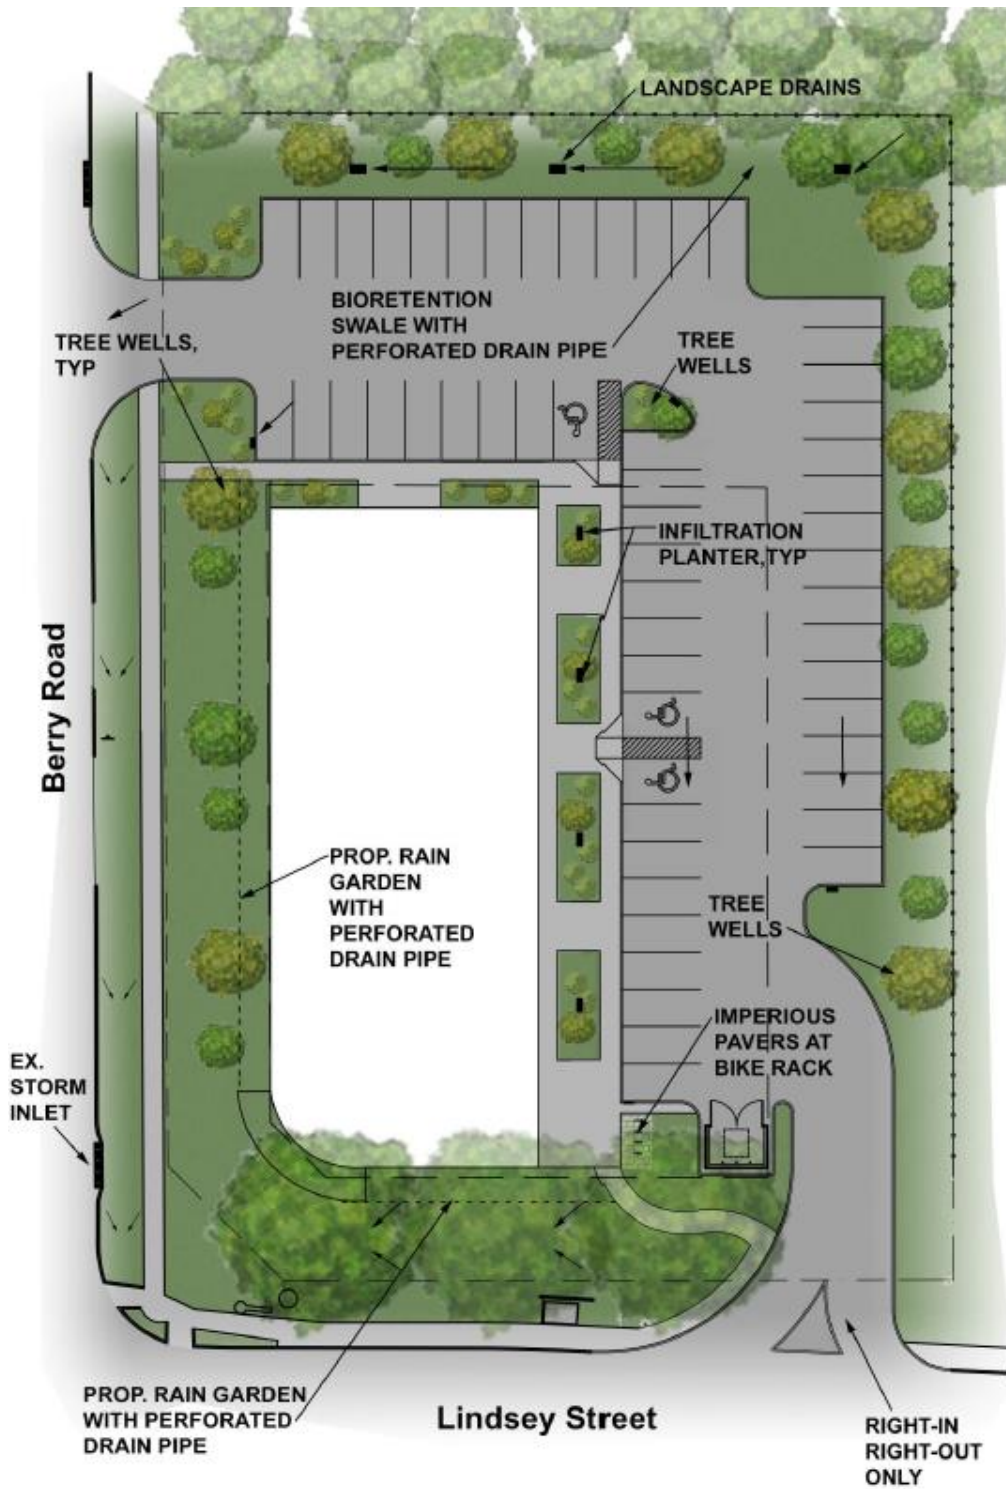 LANDSCAPE DRAINS
BIORETENTION
SWALE WITH
PERFORATED DRAIN PIPE
TREE WELLS,
TYP
TREE
WELLS
INFILTRATION
PLANTER,TYP
Berry Road
PROP. RAIN
GARDEN
WITH
PERFORATED
DRAIN PIPE
TREE
WELLS
IMPERIOUS
PAVERS AT
BIKE RACK
EX.
STORM
INLET
PROP. RAIN GARDEN
WITH PERFORATED
DRAIN PIPE
Lindsey Street
RIGHT-IN
RIGHT-OUT
ONLY